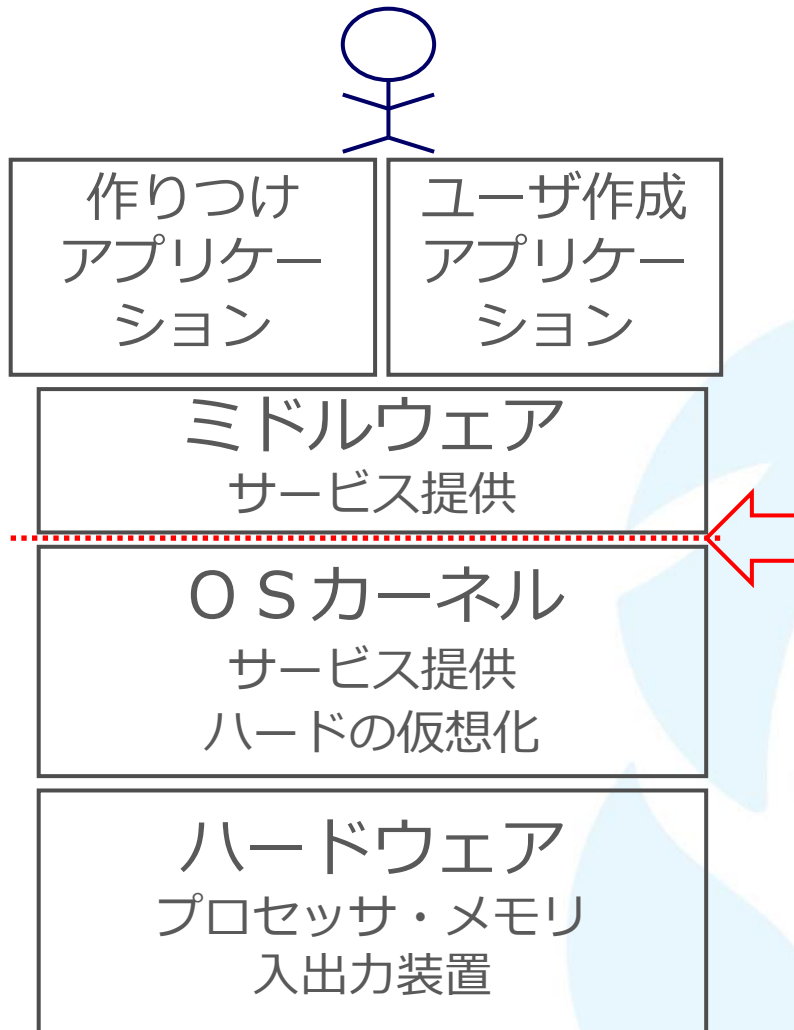 作りつけ
アプリケー
ション
ユーザ作成
アプリケー
ション
ミドルウェア
サービス提供
ＯＳカーネル
サービス提供
ハードの仮想化
ハードウェア
プロセッサ・メモリ
入出力装置